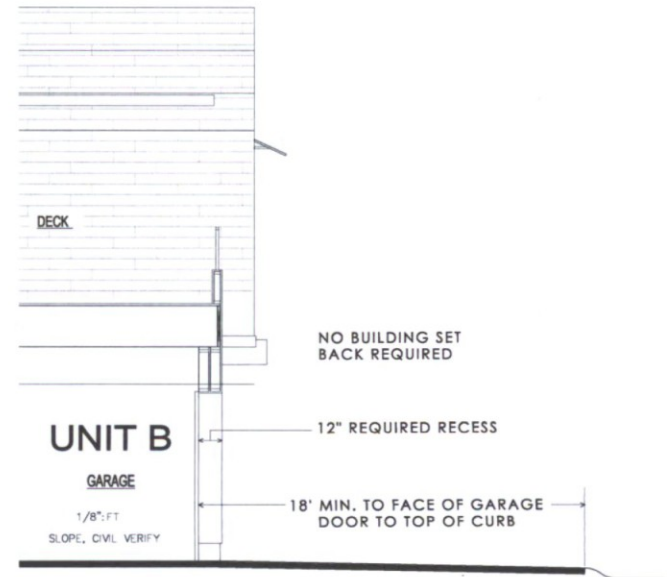 DECK
NO BUILDING SET
BACK REQUIRED
UNIT B
12" REQUIRED RECESS
GARAGE
18' MIN. TO FACE OF GARAGE
DOOR TO TOP OF CURB
1/8":FT
SLOPE, CIVIL VERIFY